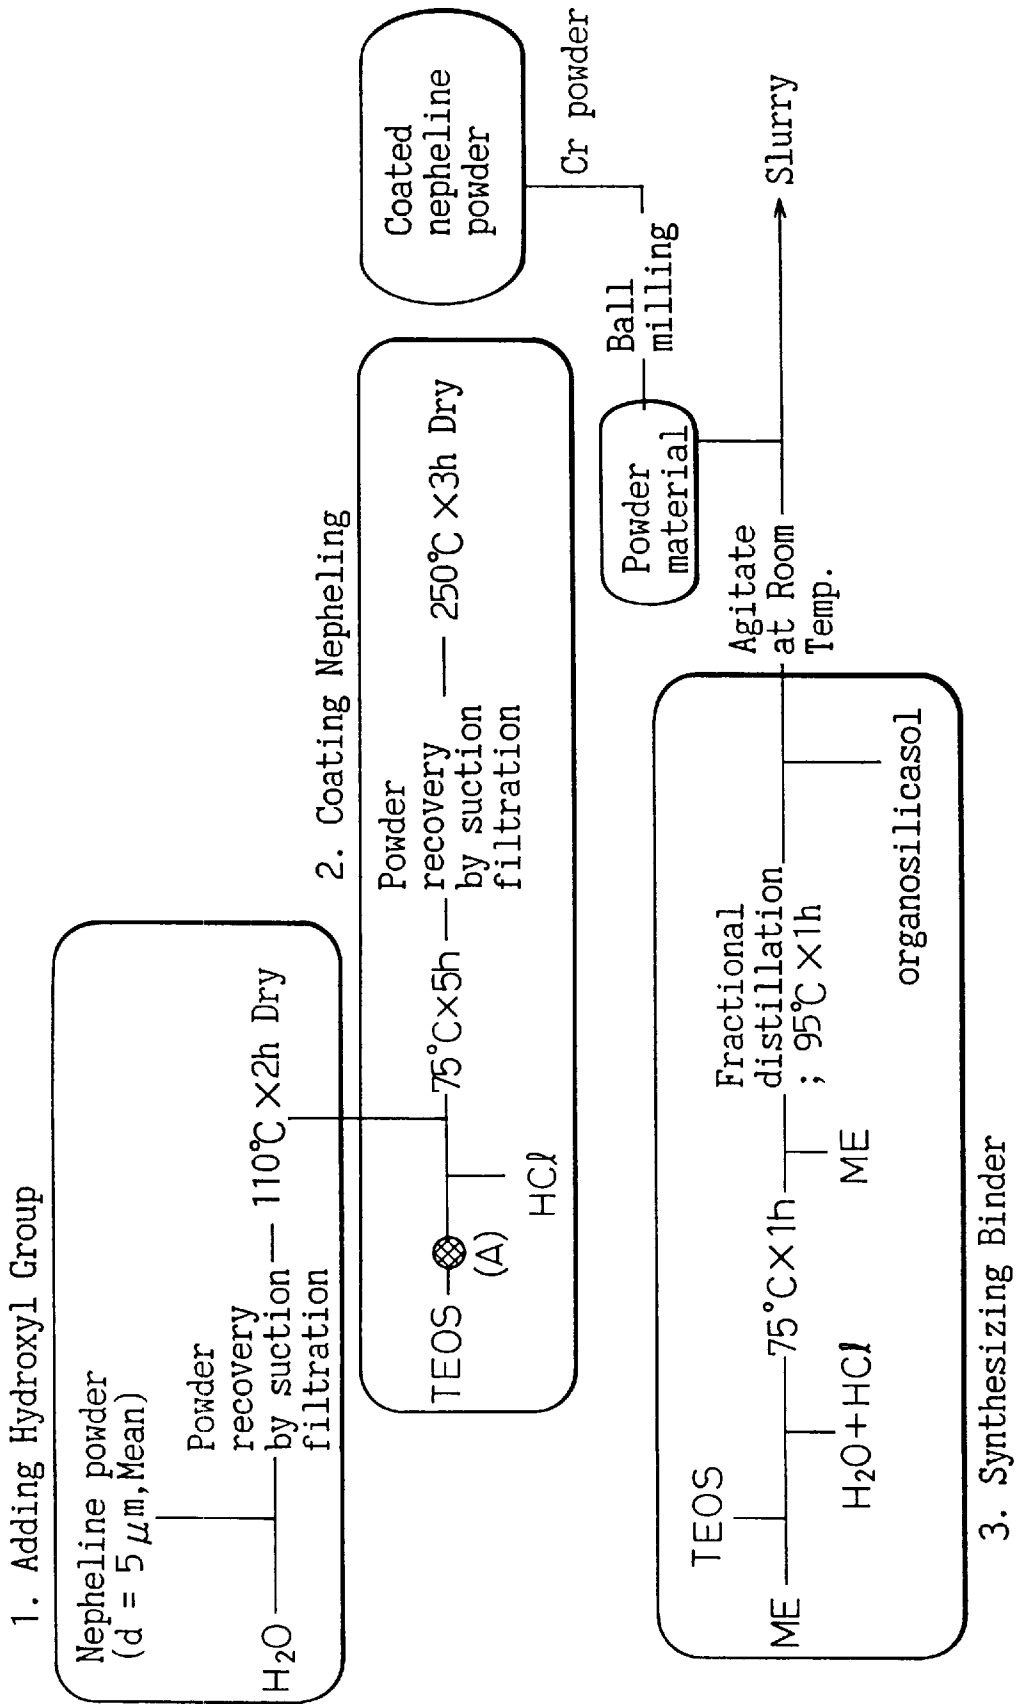 1. Adding Hydroxyl Group
Nepheline powder
(d = 5 μm,Mean)
H₂O
Powder
recovery
by suction
filtration
110℃ ×2h Dry
2. Coating Nepheling
TEOS
(A)
HCl
75℃×5h
Powder
recovery
by suction
filtration
250℃ ×3h Dry
Coated
nepheline
powder
Cr powder
Ball
milling
Powder
material
3. Synthesizing Binder
ME
TEOS
H₂O+HCl
75℃×1h
ME
Fractional
distillation
; 95℃×1h
organosilicasol
Agitate
at Room
Temp.
Slurry